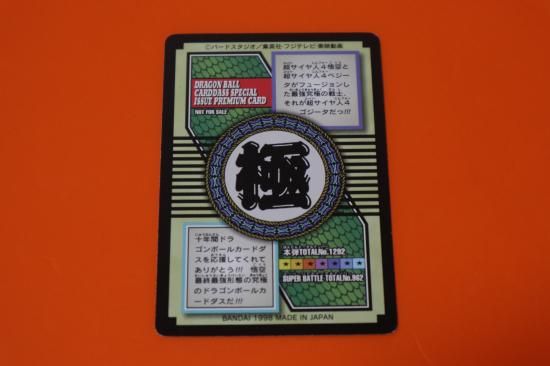 ©バードスタジオ／集英社・フジテレビ・東映動画
DRAGON BALL
CARDDASS SPECIAL
ISSUE PREMIUM CARD
NOT FOR SALE
超サイヤ人4悟空と
超サイヤ人4ベジー
タがフュージョンし
た最強究極の戦士、
それが超サイヤ人4
ゴジータだっ!!!
極
十年間ドラ
ゴンボールカードダ
スを応援してくれて
ありがとう!!! 悟空
最終最強形態の究極
のドラゴンボールカ
ードダスだ!!!
本弾TOTALNo.1292
SUPER BATTLE TOTALNo.962
BANDAI 1998 MADE IN JAPAN